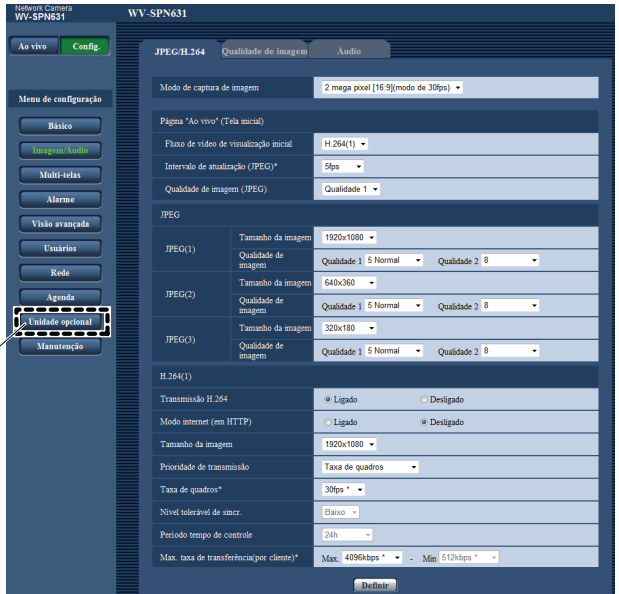 Network Camera
WV-SPN631
WV-SPN631
Ao vivo
Config.
Menu de configuração
Básico
Imagem/Áudio
Multi-telas
Alarme
Visão avançada
Usuários
Rede
Agenda
Unidade opcional
Manutenção
JPEG/H.264 Qualidade de imagem Áudio
Modo de captura de imagem 2 mega pixel [16:9](modo de 30fps)
Página "Ao vivo" (Tela inicial)
Fluxo de vídeo de visualização inicial H.264(1)
Intervalo de atualização (JPEG)* 5fps
Qualidade de imagem (JPEG) Qualidade 1
JPEG
JPEG(1)
Tamanho da imagem 1920x1080
Qualidade de
imagem
Qualidade 1 5 Normal Qualidade 2 8
JPEG(2)
Tamanho da imagem 640x360
Qualidade de
imagem
Qualidade 1 5 Normal Qualidade 2 8
JPEG(3)
Tamanho da imagem 320x180
Qualidade de
imagem
Qualidade 1 5 Normal Qualidade 2 8
H.264(1)
Transmissão H.264 Ligado Desligado
Modo internet (em HTTP) Ligado Desligado
Tamanho da imagem 1920x1080
Prioridade de transmissão Taxa de quadros
Taxa de quadros* 30fps *
Nível tolerável de sincr. Baixo
Período tempo de controle 24h
Max. taxa de transferência(por cliente)* Max. 4096kbps * - Min 512kbps *
Definir